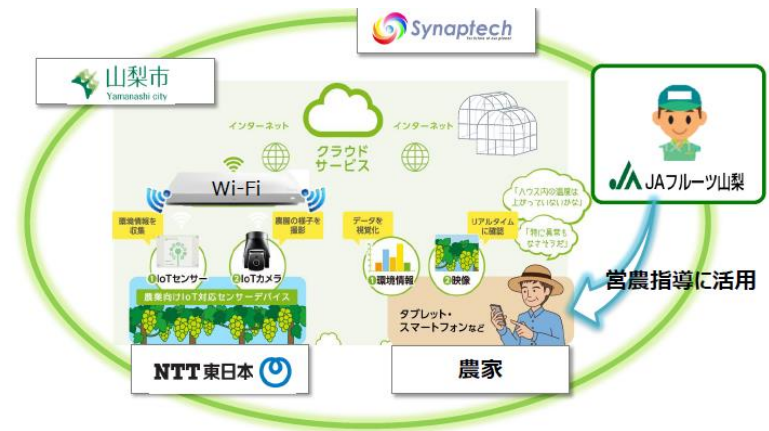 Synaptech
for future of our planet
山梨市
Yamanashi city
インターネット
クラウド
サービス
インターネット
Wi-Fi
JAフルーツ山梨
環境情報を
収集
農園の様子を
撮影
データを
視覚化
リアルタイム
に確認
「ハウス内の温度は
上がっていないかな」
「特に異常も
なさそうだ」
①IoTセンサー
②IoTカメラ
①環境情報
②映像
営農指導に活用
農業向けIoT対応センサーデバイス
タブレット・
スマートフォンなど
NTT東日本
農家